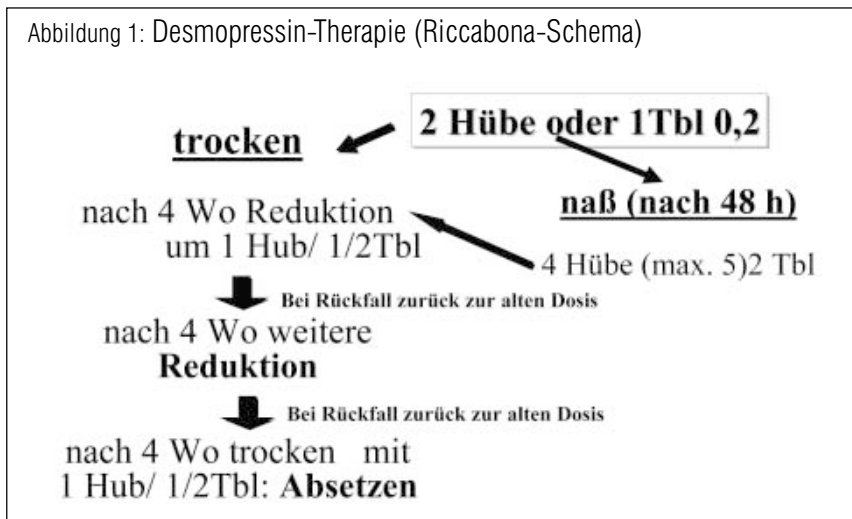 Abbildung 1: Desmopressin-Therapie (Riccabona-Schema)
2 Hübe oder 1Tbl 0,2
trocken
naß (nach 48 h)
4 Hübe (max. 5)2 Tbl
nach 4 Wo Reduktion
um 1 Hub/ 1/2Tbl
Bei Rückfall zurück zur alten Dosis
nach 4 Wo weitere
Reduktion
Bei Rückfall zurück zur alten Dosis
nach 4 Wo trocken mit
1 Hub/ 1/2Tbl: Absetzen